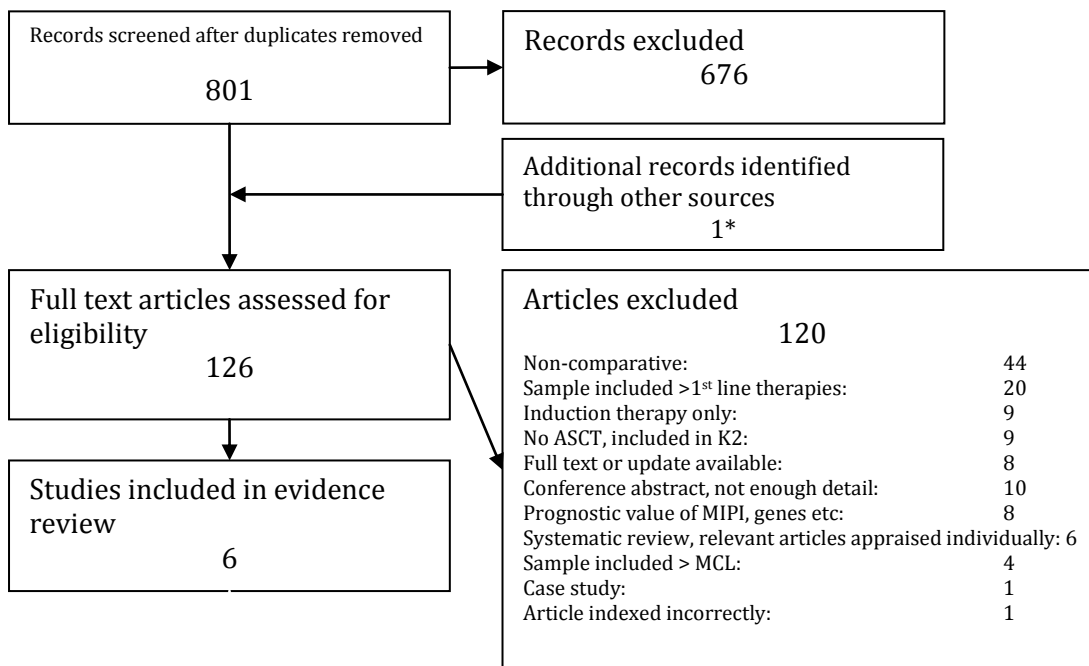 Records screened after duplicates removed
801
Records excluded
676
Additional records identified
through other sources
1*
Full text articles assessed for
eligibility
126
Articles excluded
120
Non-comparative: 44
Sample included >1st line therapies: 20
Induction therapy only: 9
No ASCT, included in K2: 9
Full text or update available: 8
Conference abstract, not enough detail: 10
Prognostic value of MIPI, genes etc: 8
Systematic review, relevant articles appraised individually: 6
Sample included > MCL: 4
Case study: 1
Article indexed incorrectly: 1
Studies included in evidence
review
6